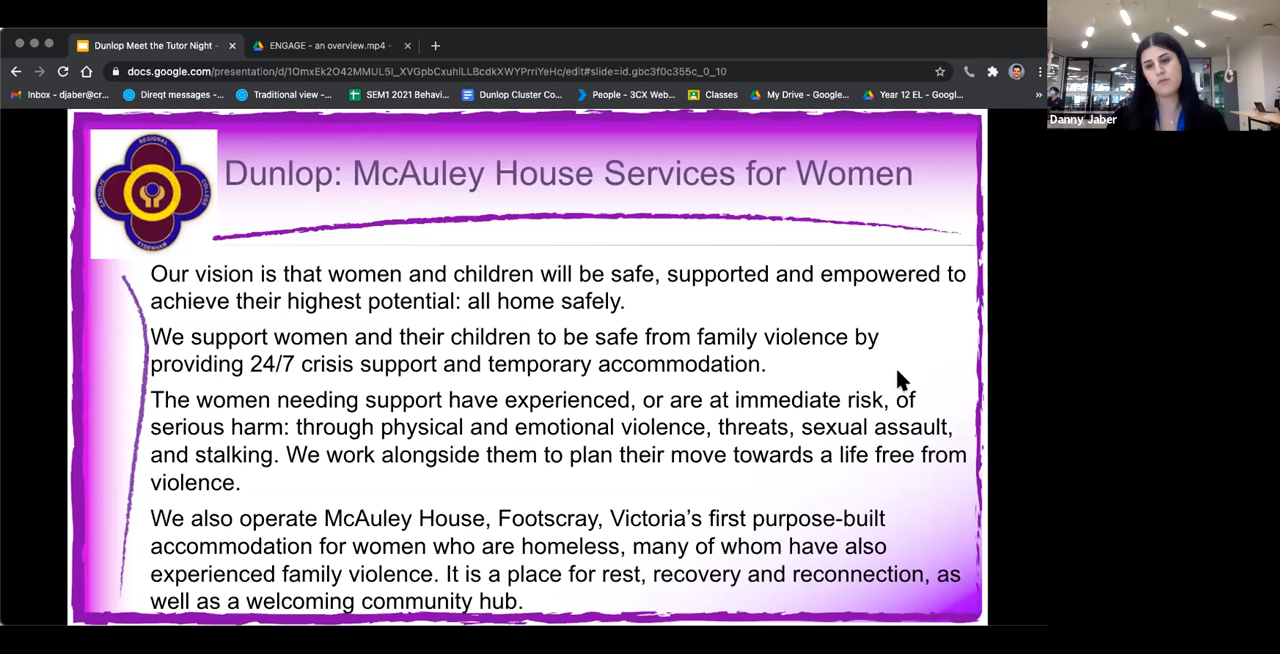 Dunlop Meet the Tutor Night -
ENGAGE - an overview.mp4 -
docs.google.com/presentation/d/1OmxEk2O42MMUL5I_XVGpbCxuhlLLBcdkXWYPrriYeHc/edit#slide=id.gbc3f0c355c_0_10
Inbox - djaber@cr... Direqt messages -... Traditional view -... SEM1 2021 Behavi... Dunlop Cluster Co... People - 3CX Web... Classes My Drive - Google... Year 12 EL - Googl... »
Danny Jaber
REGIONAL
CATHOLIC
COLLEGE
SYDENHAM
Dunlop: McAuley House Services for Women
Our vision is that women and children will be safe, supported and empowered to
achieve their highest potential: all home safely.
We support women and their children to be safe from family violence by
providing 24/7 crisis support and temporary accommodation.
The women needing support have experienced, or are at immediate risk, of
serious harm: through physical and emotional violence, threats, sexual assault,
and stalking. We work alongside them to plan their move towards a life free from
violence.
We also operate McAuley House, Footscray, Victoria’s first purpose-built
accommodation for women who are homeless, many of whom have also
experienced family violence. It is a place for rest, recovery and reconnection, as
well as a welcoming community hub.